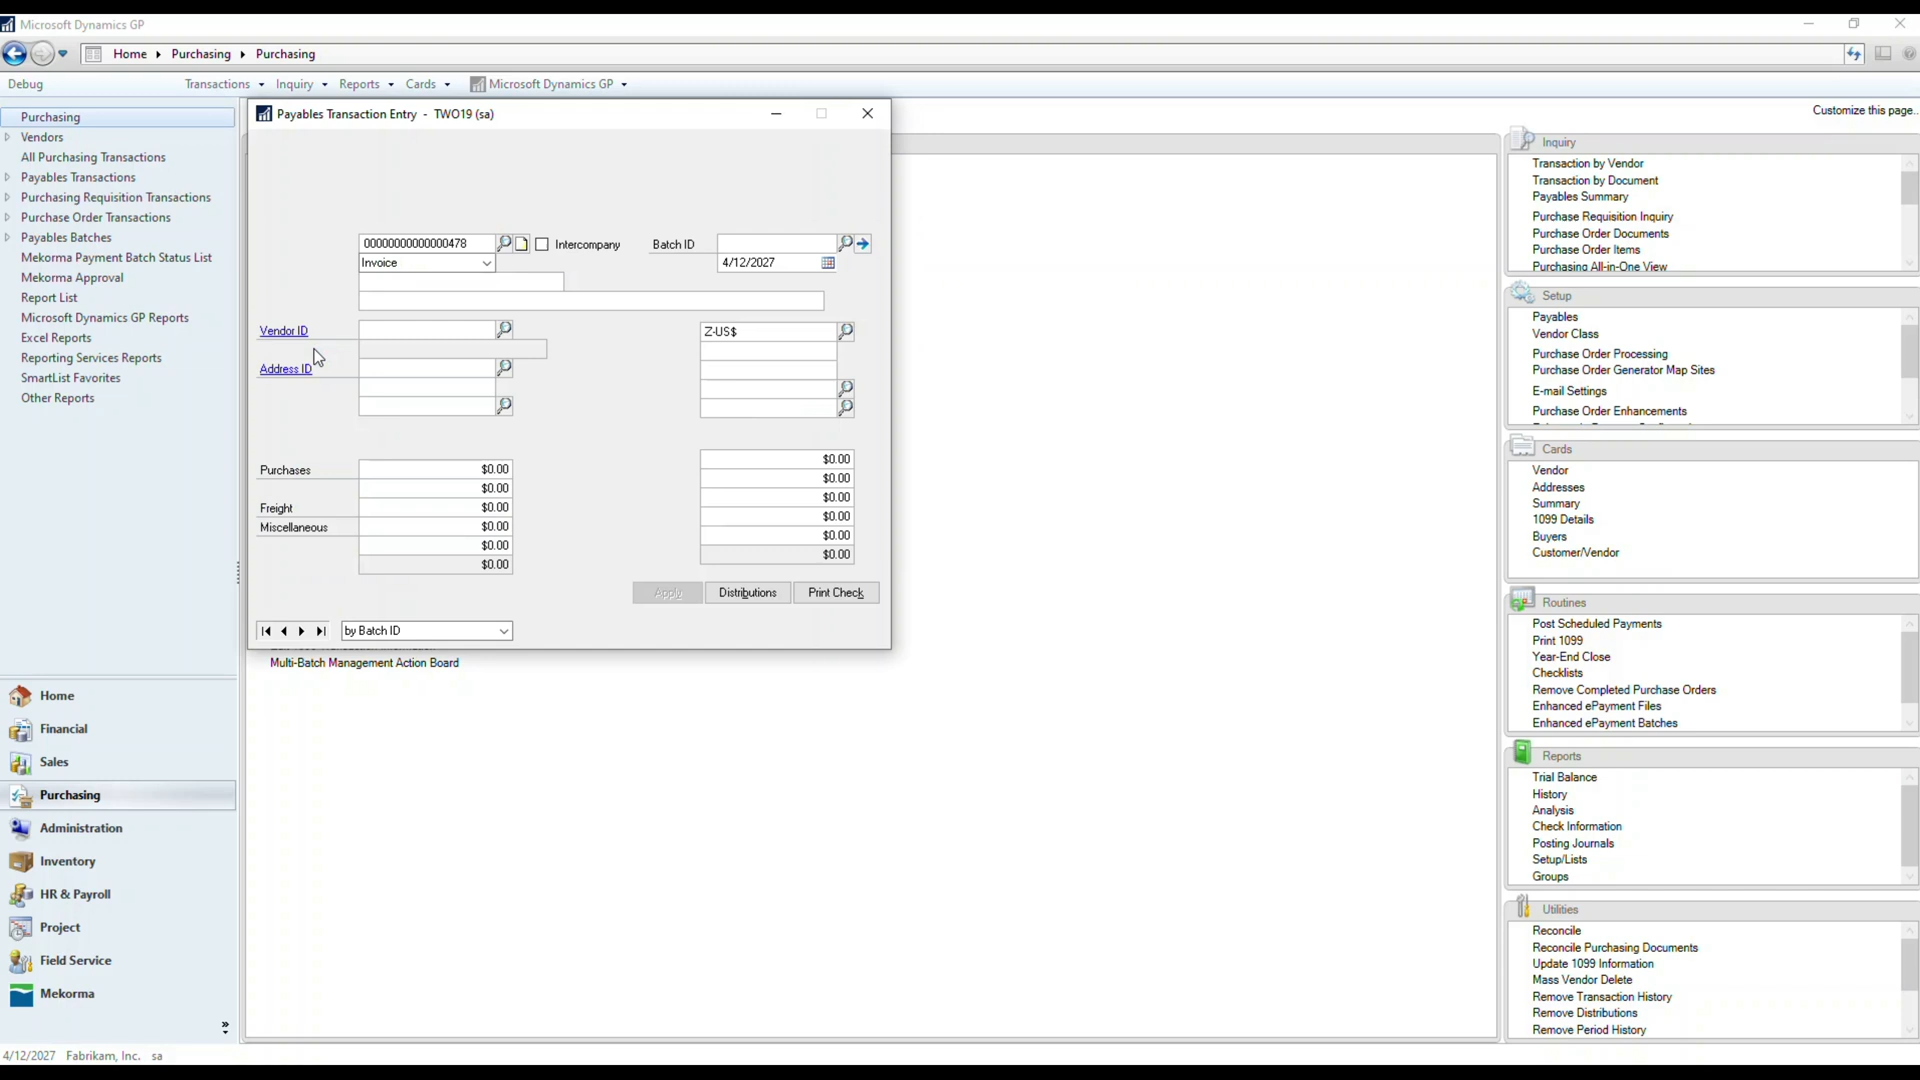 Microsoft Dynamics GP
Home Purchasing Purchasing
Debug Transactions Inquiry Reports Cards Microsoft Dynamics GP
Customize this page..
Purchasing
Vendors
All Purchasing Transactions
Payables Transactions
Purchasing Requisition Transactions
Purchase Order Transactions
Payables Batches
Mekorma Payment Batch Status List
Mekorma Approval
Report List
Microsoft Dynamics GP Reports
Excel Reports
Reporting Services Reports
SmartList Favorites
Other Reports
Home
Financial
Sales
Purchasing
Administration
Inventory
HR & Payroll
Project
Field Service
Mekorma
»
Payables Transaction Entry - TWO19 (sa)
00000000000000478 Intercompany Batch ID
Invoice 4/12/2027
Vendor ID Z-US$
Address ID
$0.00
Purchases $0.00
$0.00
$0.00
$0.00
Freight $0.00
$0.00
Miscellaneous $0.00
$0.00
$0.00
$0.00
$0.00
Apply Distributions Print Check
by Batch ID
Multi-Batch Management Action Board
Inquiry
Transaction by Vendor
Transaction by Document
Payables Summary
Purchase Requisition Inquiry
Purchase Order Documents
Purchase Order Items
Purchasing All-in-One View
Setup
Payables
Vendor Class
Purchase Order Processing
Purchase Order Generator Map Sites
E-mail Settings
Purchase Order Enhancements
Cards
Vendor
Addresses
Summary
1099 Details
Buyers
Customer/Vendor
Routines
Post Scheduled Payments
Print 1099
Year-End Close
Checklists
Remove Completed Purchase Orders
Enhanced ePayment Files
Enhanced ePayment Batches
Reports
Trial Balance
History
Analysis
Check Information
Posting Journals
Setup/Lists
Groups
Utilities
Reconcile
Reconcile Purchasing Documents
Update 1099 Information
Mass Vendor Delete
Remove Transaction History
Remove Distributions
Remove Period History
4/12/2027 Fabrikam, Inc. sa